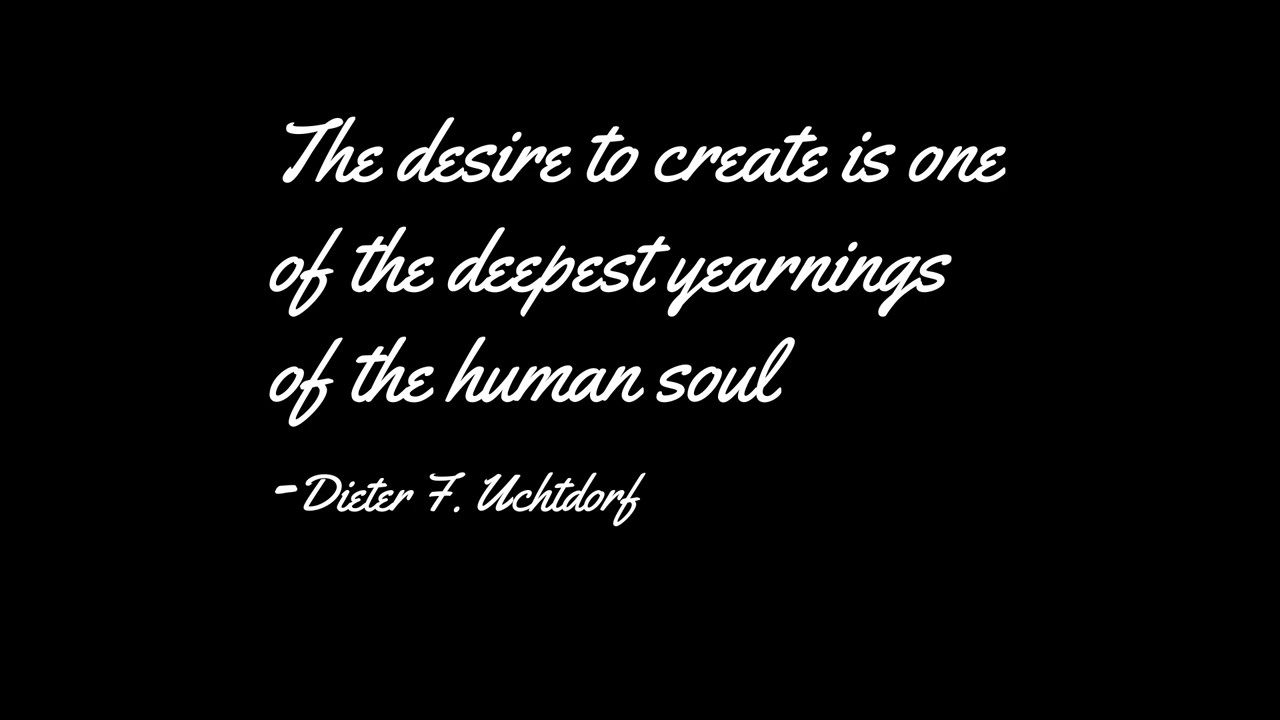 The desire to create is one
of the deepest yearnings
of the human soul
-Dieter F. Uchtdorf